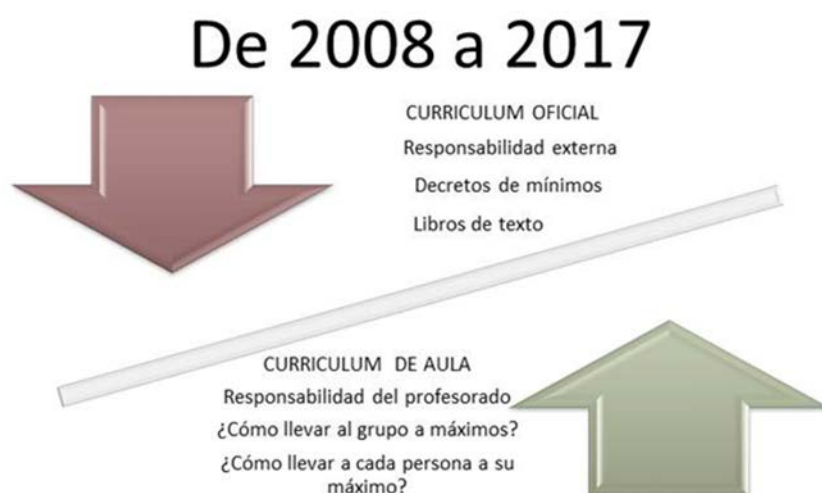 De 2008 a 2017
CURRICULUM OFICIAL
Responsabilidad externa
Decretos de mínimos
Libros de texto
CURRICULUM DE AULA
Responsabilidad del profesorado
¿Cómo llevar al grupo a máximos?
¿Cómo llevar a cada persona a su
máximo?